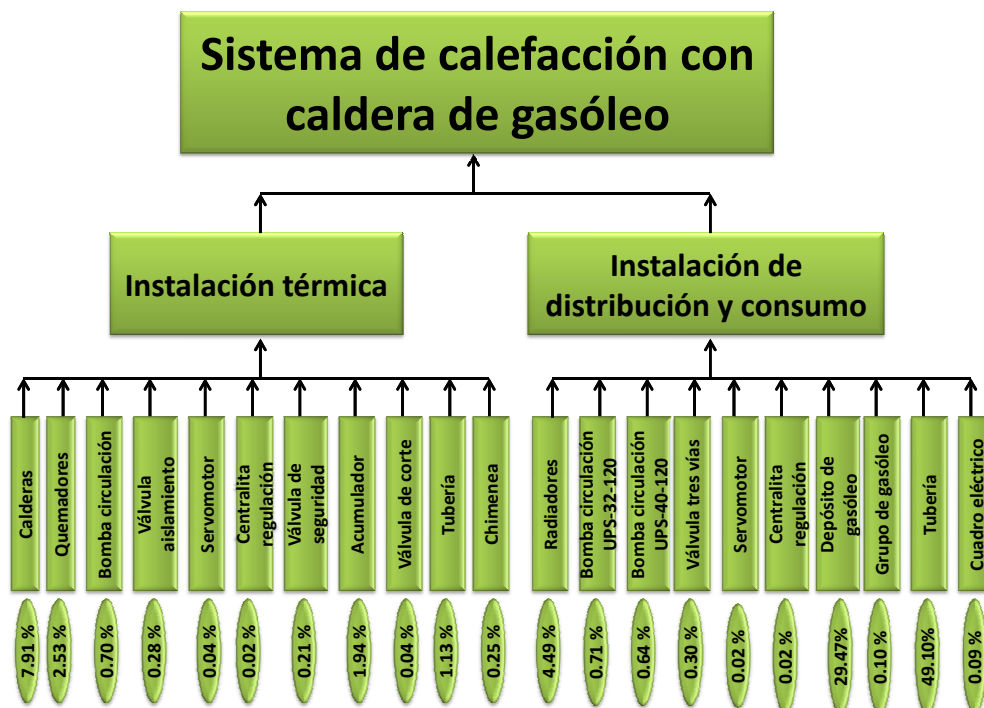 Sistema de calefacción con
caldera de gasóleo
Instalación térmica
Instalación de
distribución y consumo
Calderas
Quemadores
Bomba circulación
Válvula
aislamiento
Servomotor
Centralita
regulación
Válvula de
seguridad
Acumulador
Válvula de corte
Tubería
Chimenea
Radiadores
Bomba circulación
UPS-32-120
Bomba circulación
UPS-40-120
Válvula tres vías
Servomotor
Centralita
regulación
Depósito de
gasóleo
Grupo de gasóleo
Tubería
Cuadro eléctrico
7.91 %
2.53 %
0.70 %
0.28 %
0.04 %
0.02 %
0.21 %
1.94 %
0.04 %
1.13 %
0.25 %
4.49 %
0.71 %
0.64 %
0.30 %
0.02 %
0.02 %
29.47%
0.10 %
49.10%
0.09 %